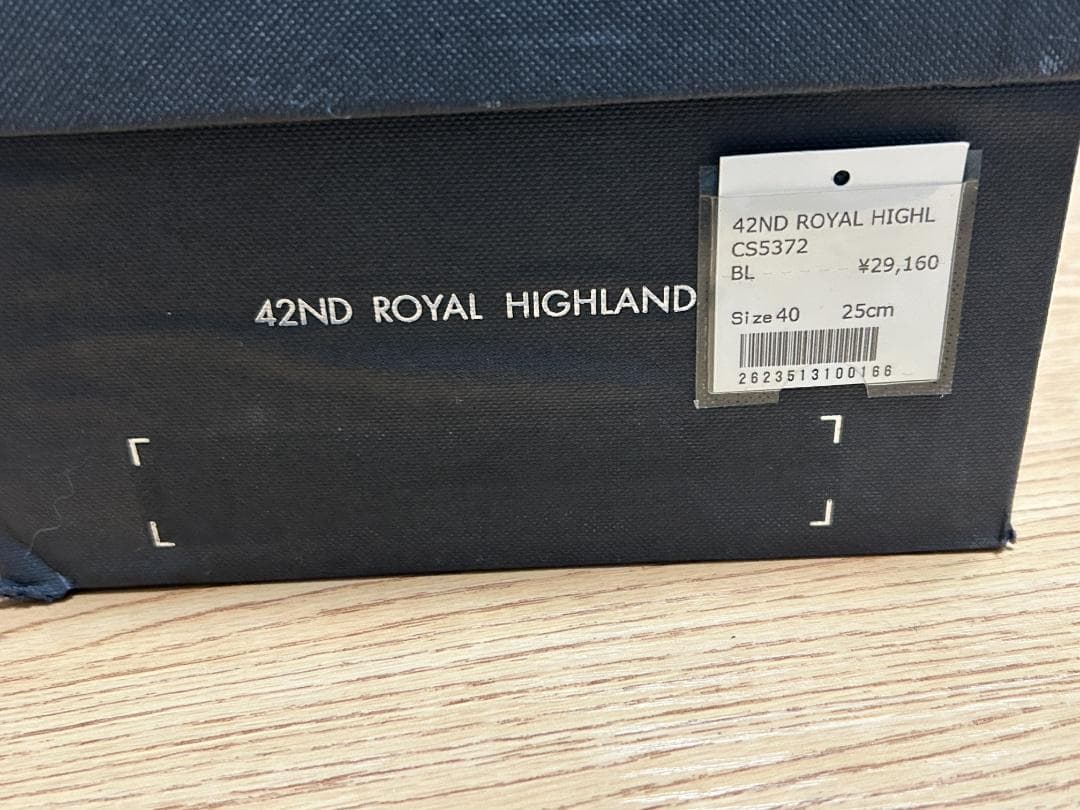 42ND ROYAL HIGHLAND
42ND ROYAL HIGHL
CS5372
BL ¥29,160
Size 40 25cm
2623513100166